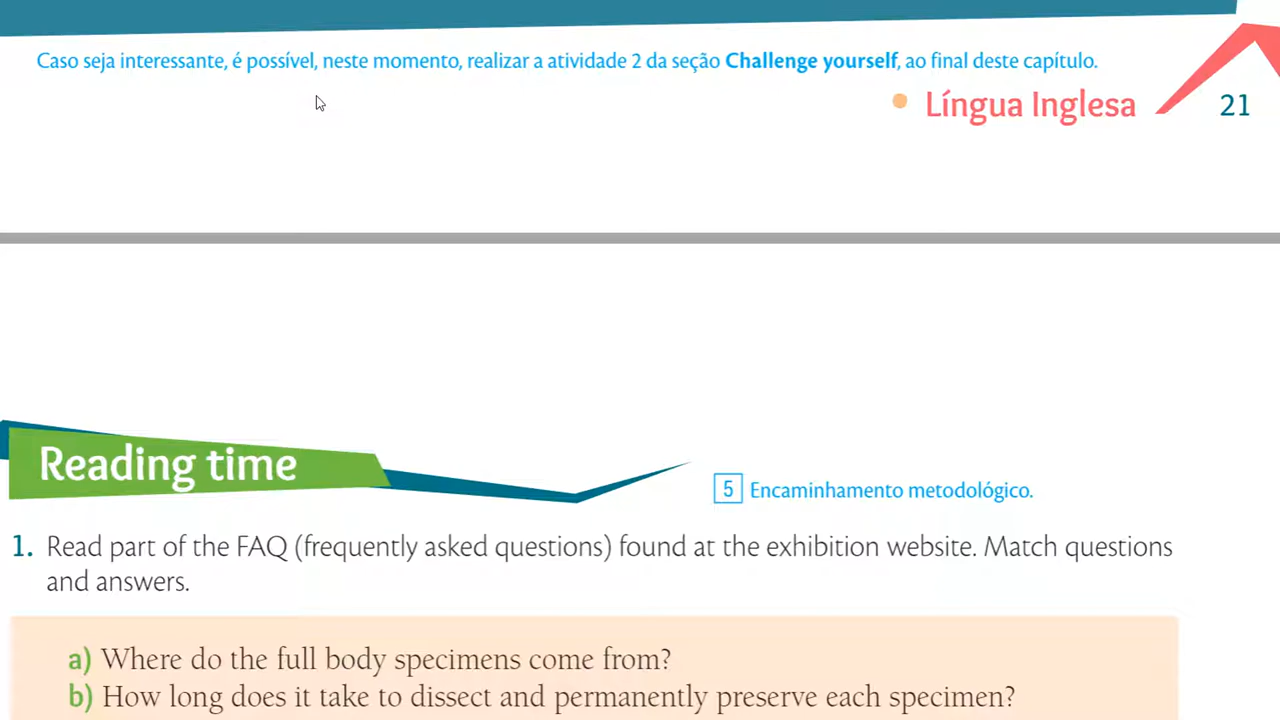 Caso seja interessante, é possível, neste momento, realizar a atividade 2 da seção Challenge yourself, ao final deste capítulo.
Língua Inglesa 21
Reading time
5 Encaminhamento metodológico.
1. Read part of the FAQ (frequently asked questions) found at the exhibition website. Match questions
and answers.
a) Where do the full body specimens come from?
b) How long does it take to dissect and permanently preserve each specimen?